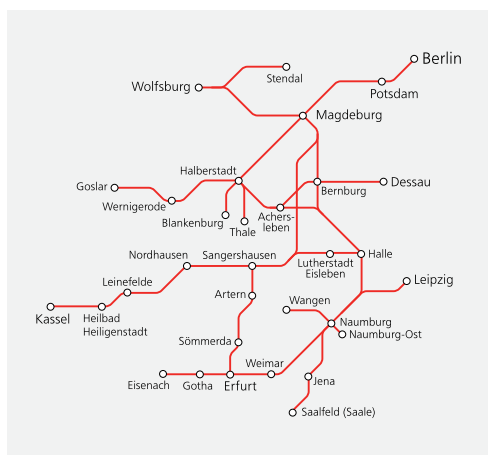 Berlin
Stendal
Wolfsburg
Potsdam
Magdeburg
Halberstadt
Goslar
Dessau
Bernburg
Wernigerode
Blankenburg
Achers-
leben
Thale
Nordhausen
Sangershausen
Halle
Lutherstadt
Eisleben
Leinefelde
Leipzig
Artern
Wangen
Kassel
Heilbad
Heiligenstadt
Naumburg
Naumburg-Ost
Sömmerda
Weimar
Eisenach
Gotha
Erfurt
Jena
Saalfeld (Saale)